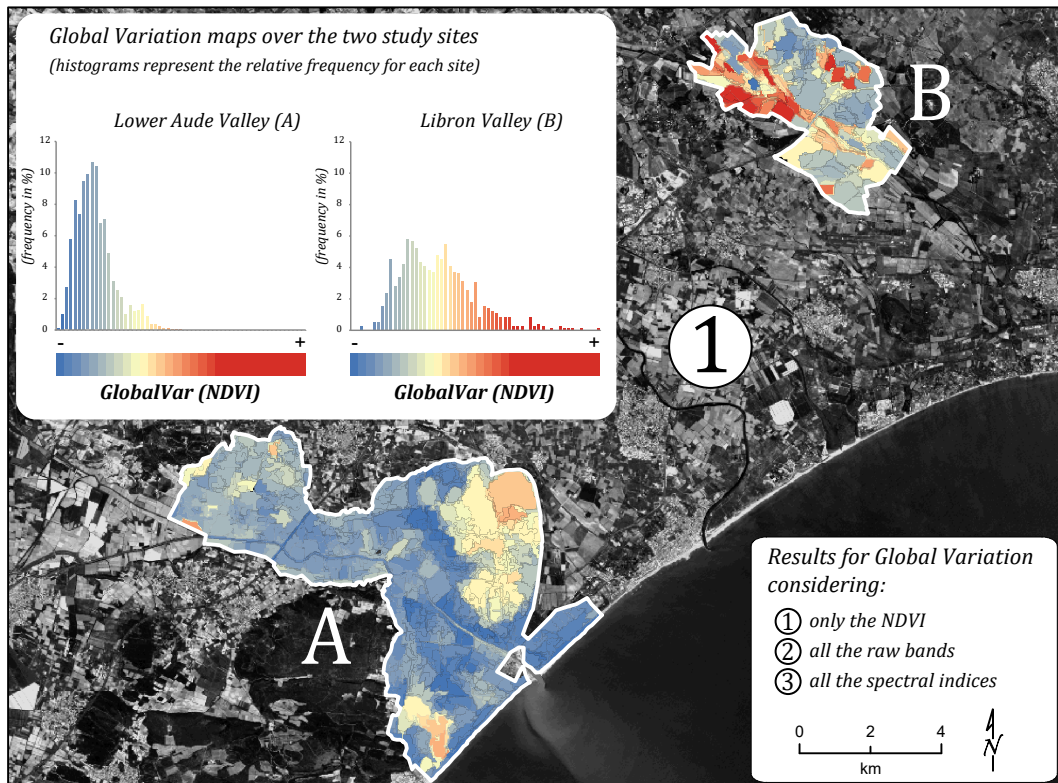 Global Variation maps over the two study sites
(histograms represent the relative frequency for each site)
Lower Aude Valley (A)
(frequency in %)
12
10
8
6
4
2
0
- +
GlobalVar (NDVI)
Libron Valley (B)
(frequency in %)
12
10
8
6
4
2
0
- +
GlobalVar (NDVI)
B
1
A
Results for Global Variation
considering:
1 only the NDVI
2 all the raw bands
3 all the spectral indices
0 2 4
km
N